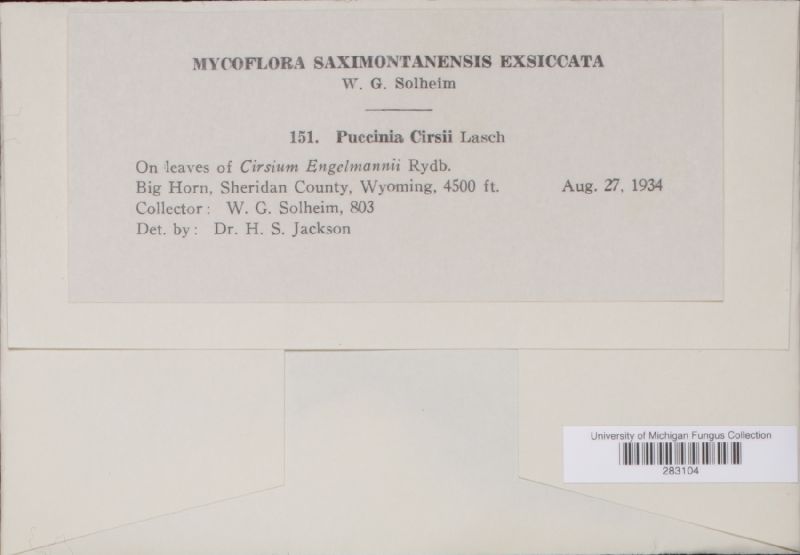 MYCOFLORA SAXIMONTANENSIS EXSICCATA
W. G. Solheim
151. Puccinia Cirsii Lasch
On leaves of Cirsium Engelmannii Rydb.
Big Horn, Sheridan County, Wyoming, 4500 ft. Aug. 27, 1934
Collector: W. G. Solheim, 803
Det. by: Dr. H. S. Jackson
University of Michigan Fungus Collection
283104